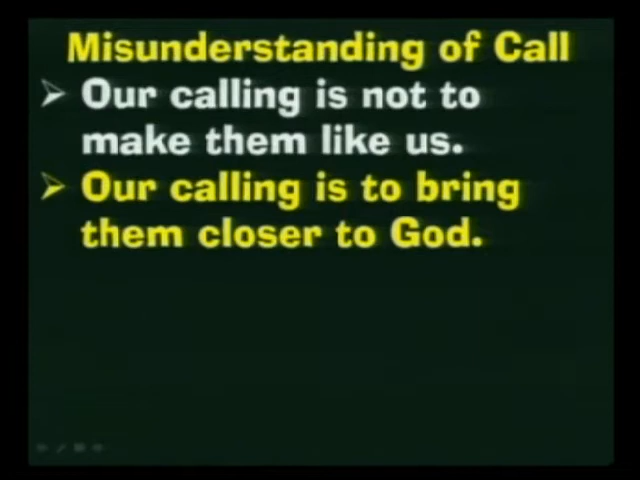 Misunderstanding of Call
➢ Our calling is not to
make them like us.
➢ Our calling is to bring
them closer to God.